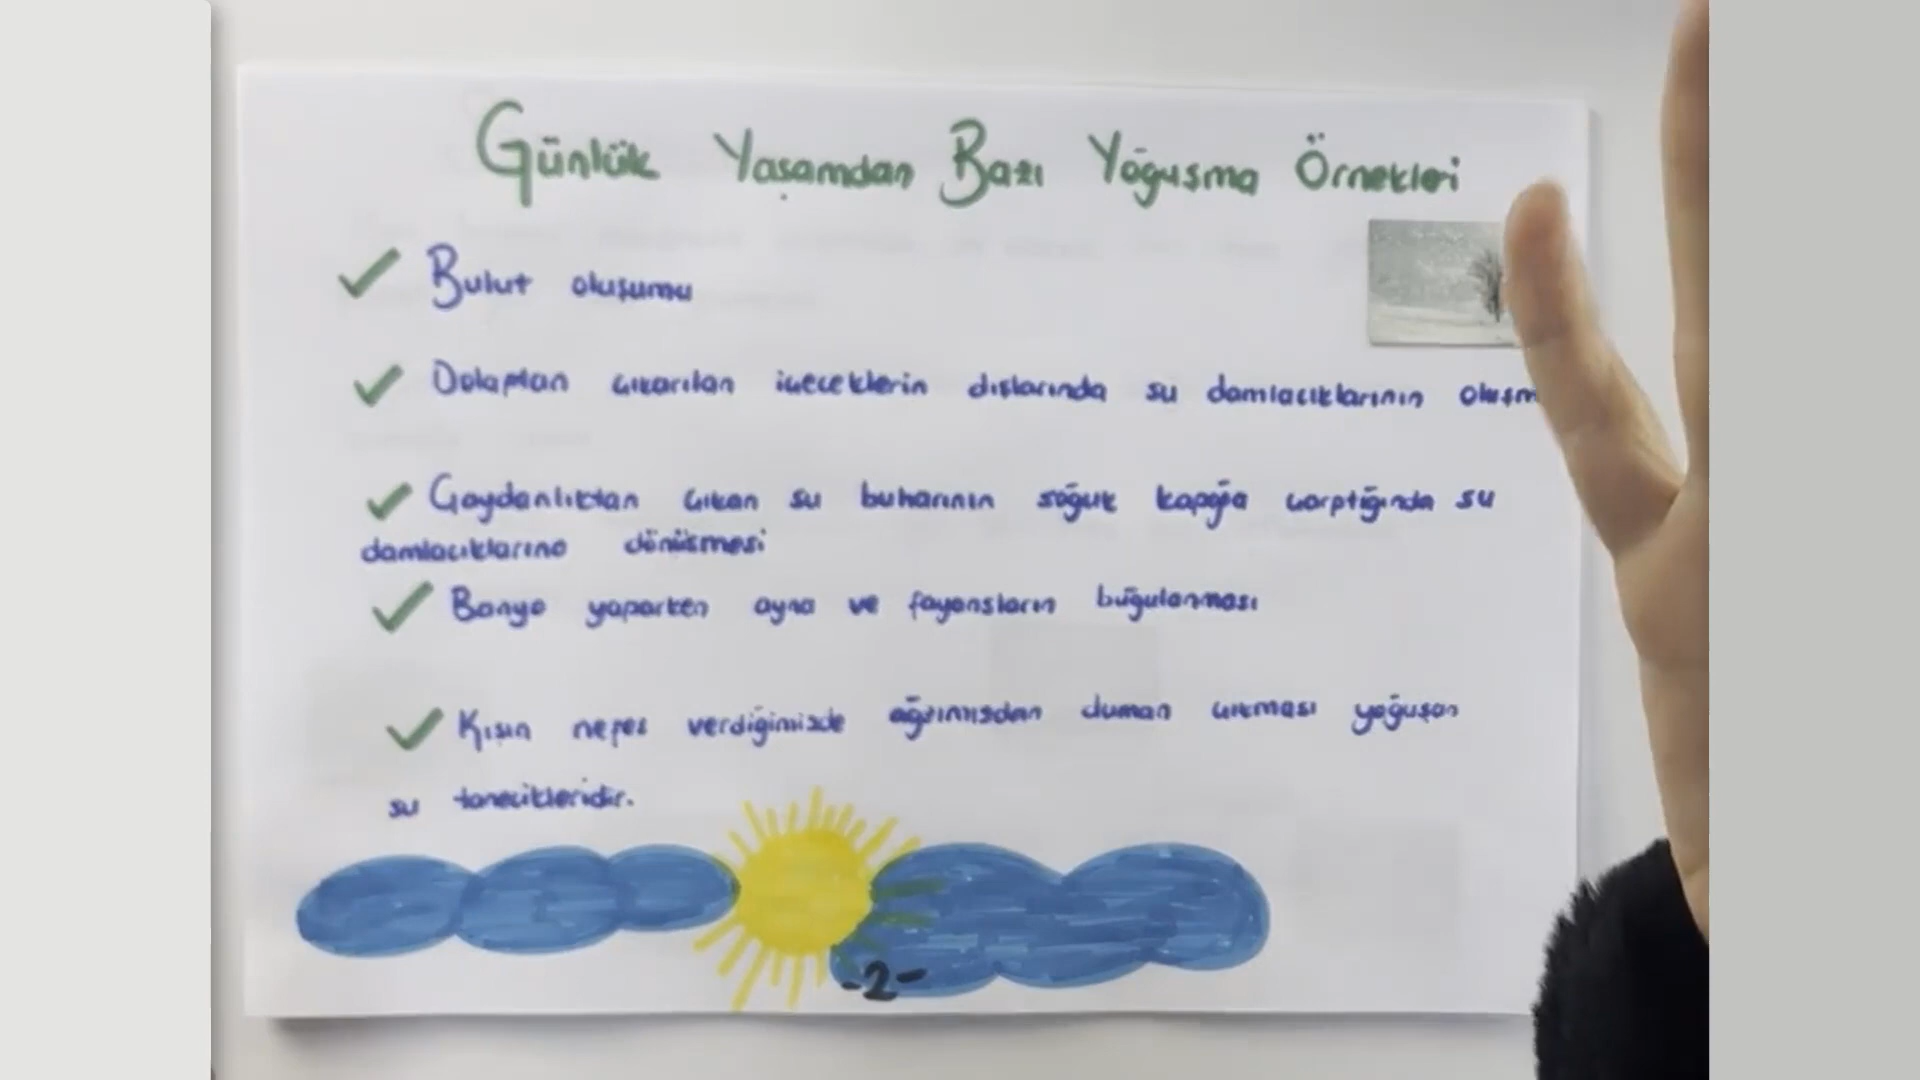 Günlük Yaşamdan Bazı Yoğuşma Örnekleri
Bulut oluşumu
Dolaptan çıkarılan içeceklerin dışlarında su damlacıklarının
Çaydanlıktan çıkan su buharının soğuk kapağa çarptığında su
damlacıklarına dönüşmesi
Banyo yaparken ayna ve fayansların buğulanması
Kışın nefes verdiğimizde ağzımızdan duman çıkması yoğuşan
su tanecikleridir.
-2-